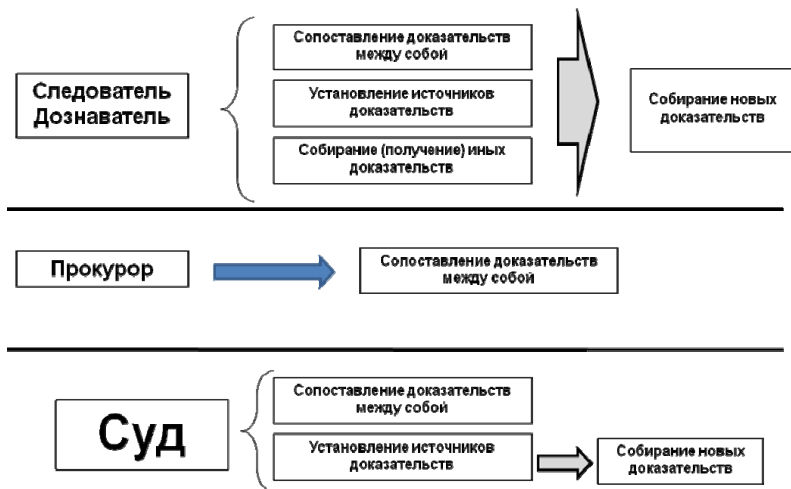 Сопоставление доказательств
между собой
Следователь
Дознаватель
Установление источников
доказательств
Собирание новых
доказательств
Собирание (получение) иных
доказательств
Прокурор
Сопоставление доказательств
между собой
Суд
Сопоставление доказательств
между собой
Установление источников
доказательств
Собирание новых
доказательств